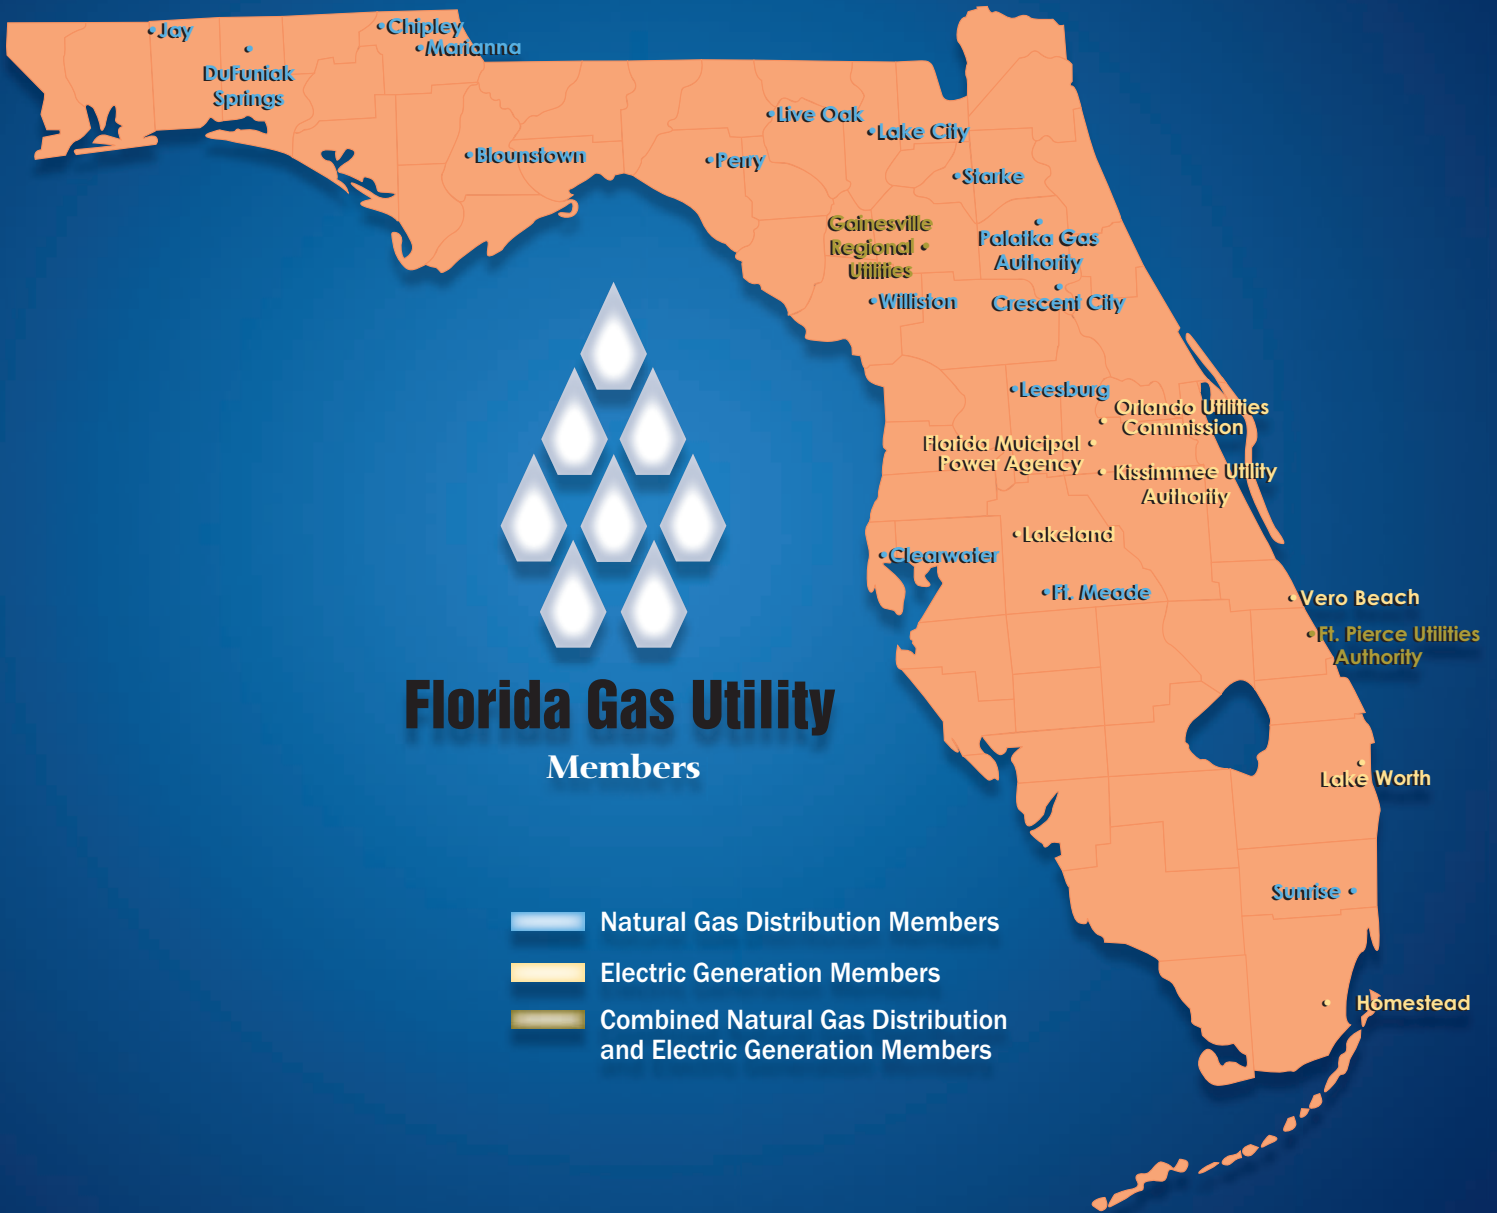 Jay
Chipley
Marianna
DuFuniak
Springs
Live Oak
Lake City
Blounstown
Perry
Starke
Gainesville
Regional
Utilities
Palatka Gas
Authority
Williston
Crescent City
Leesburg
Orlando Utilities
Commission
Florida Muicipal
Power Agency
Kissimmee Utility
Authority
Lakeland
Clearwater
Ft. Meade
Vero Beach
Ft. Pierce Utilities
Authority
Florida Gas Utility
Members
Lake Worth
Sunrise
Natural Gas Distribution Members
Electric Generation Members
Combined Natural Gas Distribution
and Electric Generation Members
Homestead